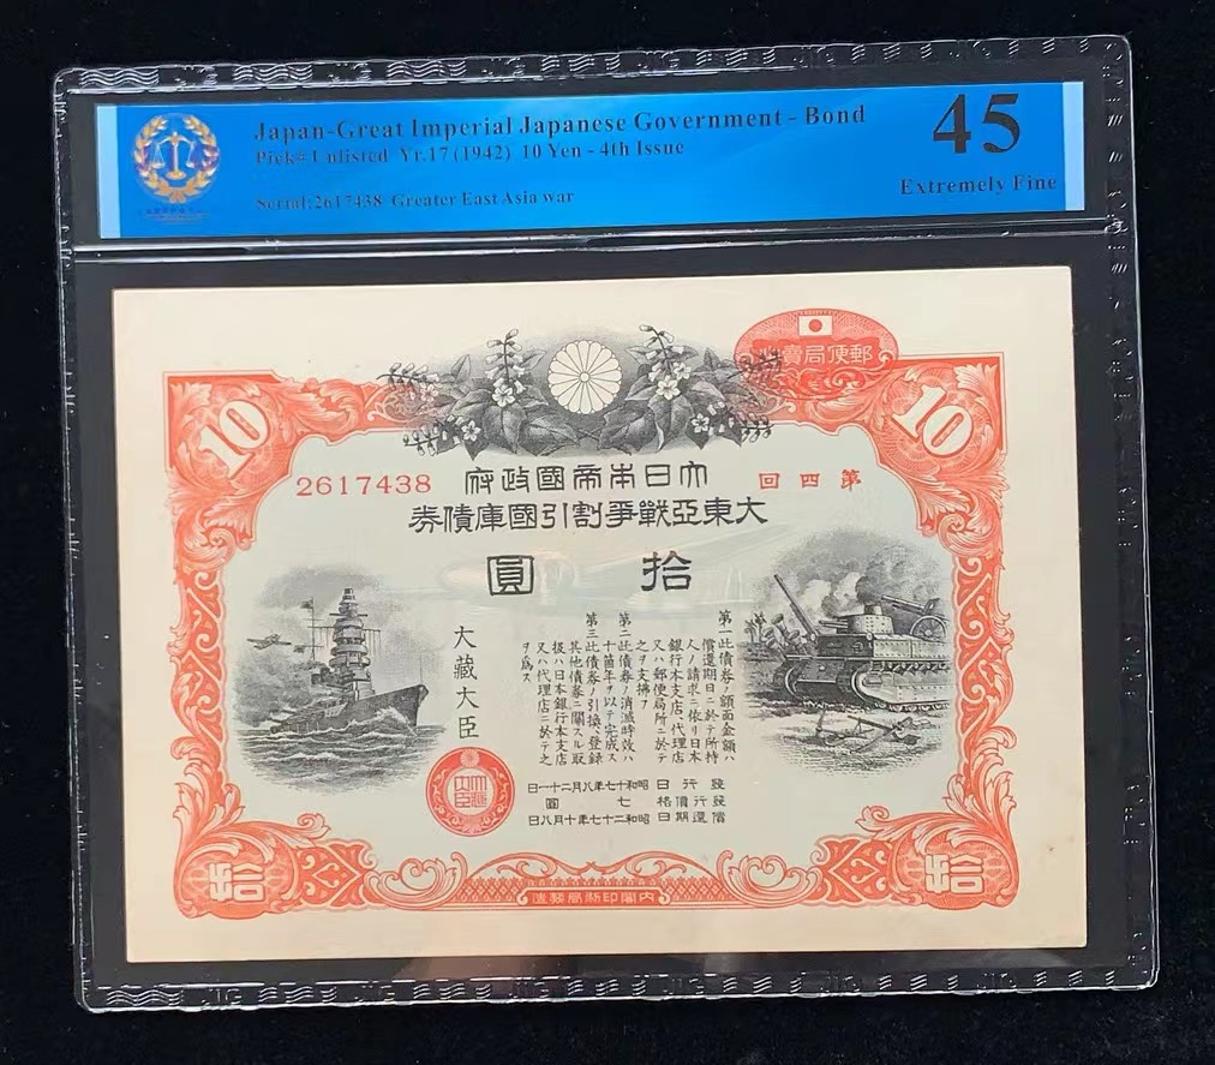 Japan-Great Imperial Japanese Government - Bond
Pick# Unlisted Yr.17 (1942) 10 Yen - 4th Issue
Serial:2617438 Greater East Asia war
45
Extremely Fine
郵便局賣出
10
10
大日本帝國政府
第四回
2617438
大東亞戰爭割引國庫債券
拾圓
第一此債券ノ額面金額ハ
償還期日ニ於テ所持
人ノ請求ニ依リ日本
銀行本支店、代理店
又ハ郵便局所ニ於テ
之ヲ支拂フ
第二此債券ノ消滅時效ハ
十箇年ヲ以テ完成ス
第三此債券ノ引換、登錄
其他債券ニ關スル取
扱ハ日本銀行本支店
又ハ代理店ニ於テ之
ヲ爲ス
大藏大臣
大藏大臣
發行日 昭和十七年八月二十一日
發行價格 七圓
償還期日 昭和二十七年十月八日
拾
拾
內閣印刷局製造